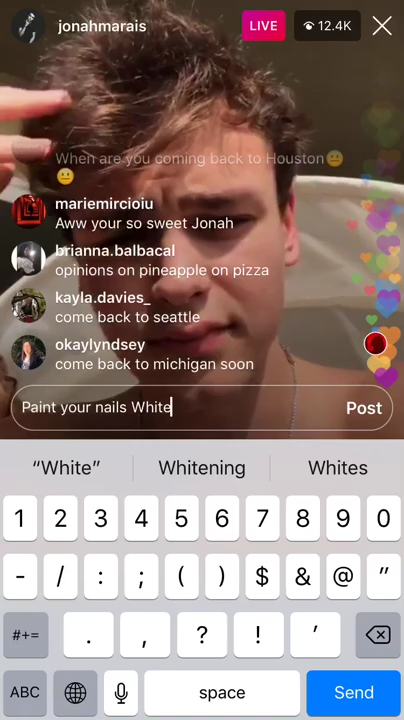 jonahmarais
LIVE
12.4K
When are you coming back to Houston😐
😐
mariemircioiu
Aww your so sweet Jonah
brianna.balbacal
opinions on pineapple on pizza
kayla.davies_
come back to seattle
okaylyndsey
come back to michigan soon
Paint your nails White
Post
“White”
Whitening
Whites
1 2 3 4 5 6 7 8 9 0
- / : ; ( ) $ & @ "
#+= . , ? ! '
ABC
space
Send